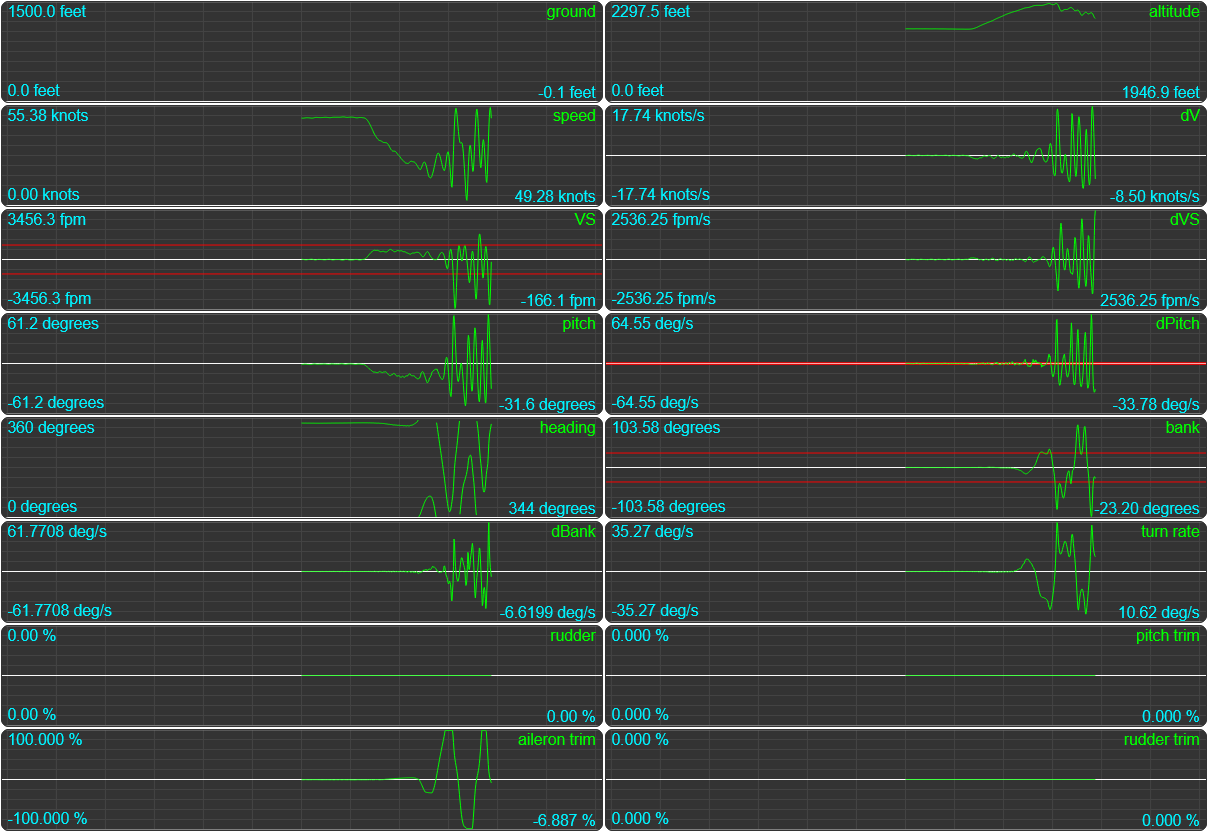 1500.0 feet ground
0.0 feet -0.1 feet
2297.5 feet altitude
0.0 feet 1946.9 feet
55.38 knots speed
0.00 knots 49.28 knots
17.74 knots/s dV
-17.74 knots/s -8.50 knots/s
3456.3 fpm VS
-3456.3 fpm -166.1 fpm
2536.25 fpm/s dVS
-2536.25 fpm/s 2536.25 fpm/s
61.2 degrees pitch
-61.2 degrees -31.6 degrees
64.55 deg/s dPitch
-64.55 deg/s -33.78 deg/s
360 degrees heading
0 degrees 344 degrees
103.58 degrees bank
-103.58 degrees -23.20 degrees
61.7708 deg/s dBank
-61.7708 deg/s -6.6199 deg/s
35.27 deg/s turn rate
-35.27 deg/s 10.62 deg/s
0.00 % rudder
0.00 % 0.00 %
0.000 % pitch trim
0.000 % 0.000 %
100.000 % aileron trim
-100.000 % -6.887 %
0.000 % rudder trim
0.000 % 0.000 %